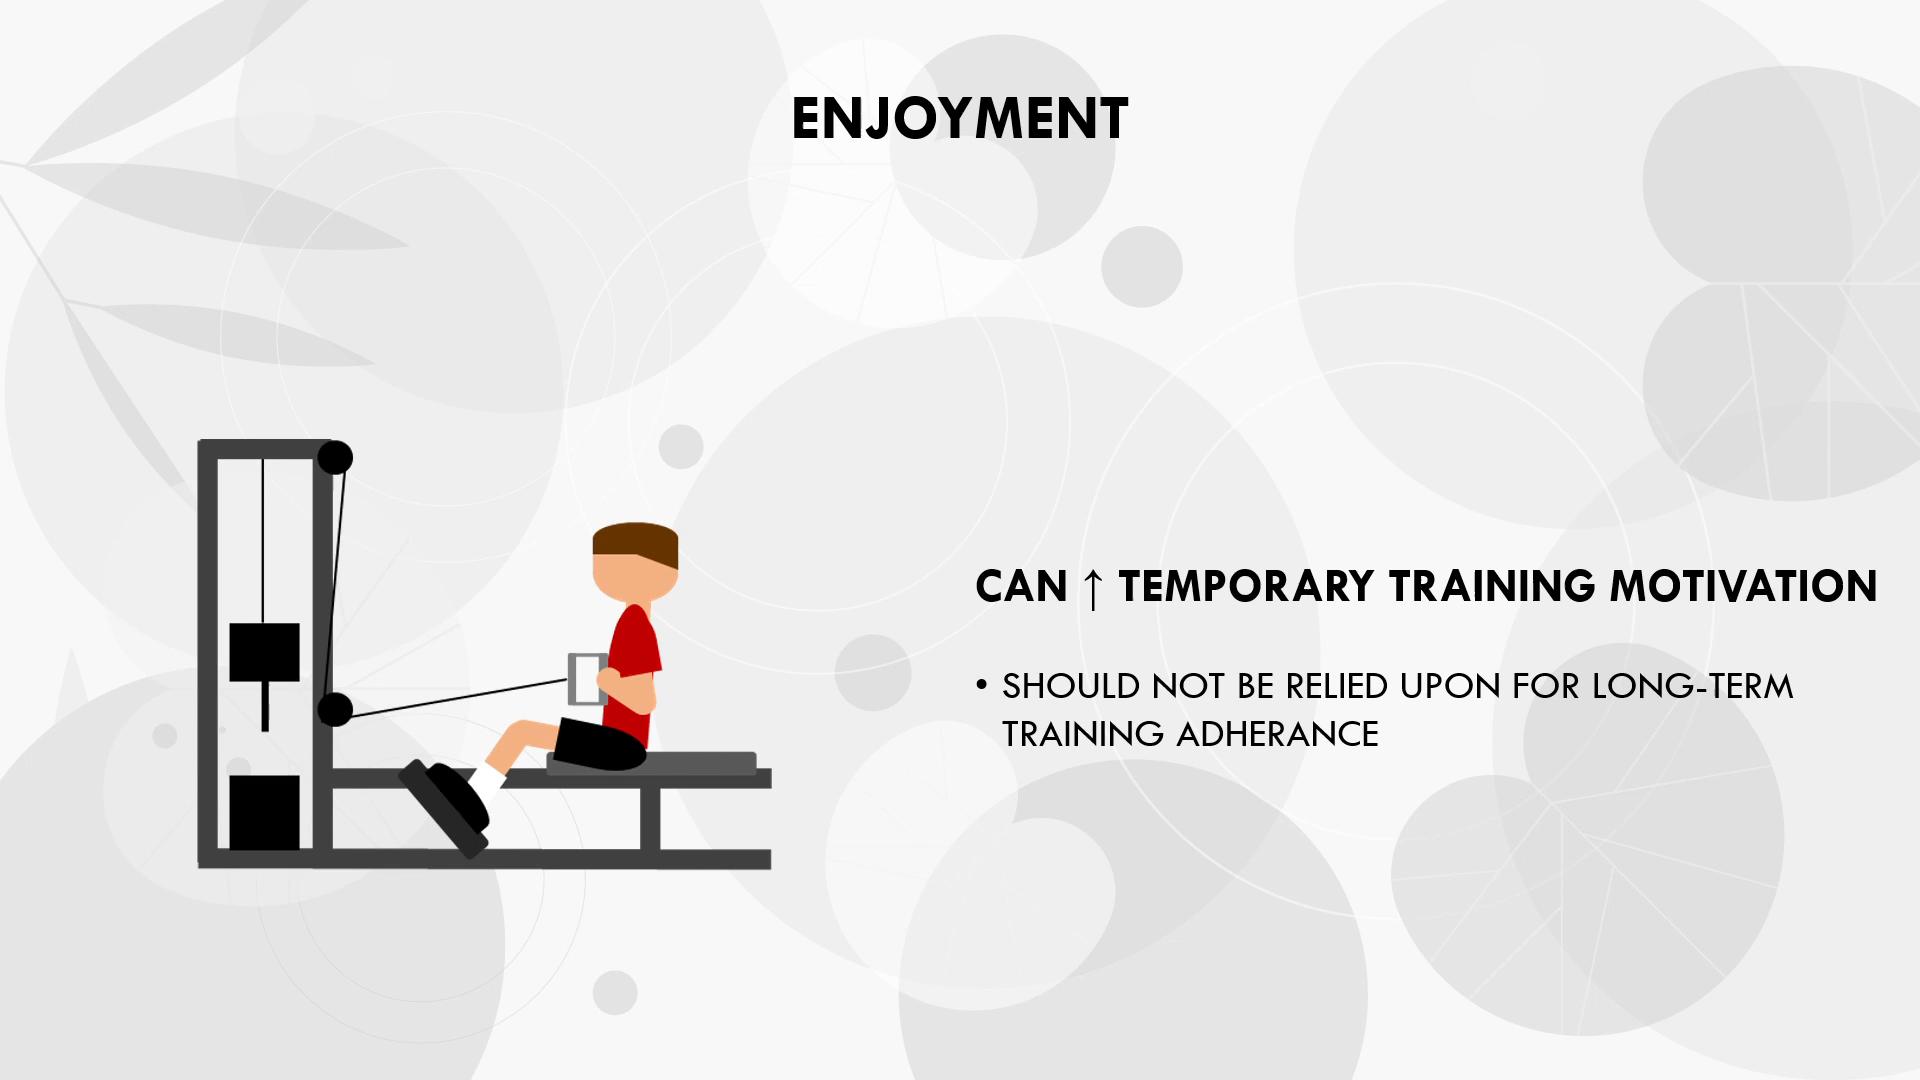 ENJOYMENT
CAN ↑ TEMPORARY TRAINING MOTIVATION
• SHOULD NOT BE RELIED UPON FOR LONG-TERM
TRAINING ADHERANCE